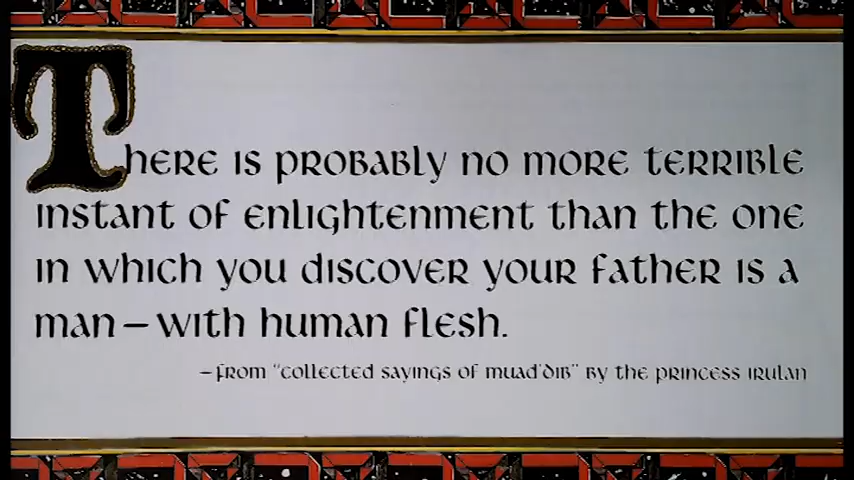 There is probably no more terrible
instant of enlightenment than the one
in which you discover your father is a
man—with human flesh.
—from "collected sayings of muad'dib" by the princess irulan